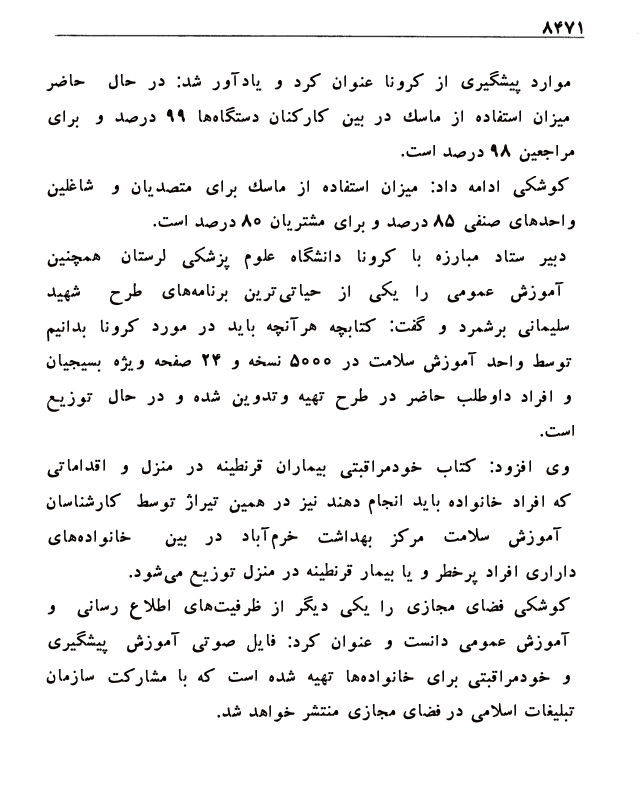 ۸۴۷۱
موارد پیشگیری از کرونا عنوان کرد و یادآور شد: در حال حاضر
میزان استفاده از ماسك در بین کارکنان دستگاه‌ها ۹۹ درصد و برای
مراجعین ۹۸ درصد است.
کوشکی ادامه داد: میزان استفاده از ماسك برای متصدیان و شاغلین
واحدهای صنفی ۸۵ درصد و برای مشتریان ۸۰ درصد است.
دبیر ستاد مبارزه با کرونا دانشگاه علوم پزشکی لرستان همچنین
آموزش عمومی را یکی از حیاتی‌ترین برنامه‌های طرح شهید
سلیمانی برشمرد و گفت: کتابچه هرآنچه باید در مورد کرونا بدانیم
توسط واحد آموزش سلامت در ۵۰۰۰ نسخه و ۲۴ صفحه ویژه بسیجیان
و افراد داوطلب حاضر در طرح تهیه وتدوین شده و در حال توزیع
است.
وی افزود: کتاب خودمراقبتی بیماران قرنطینه در منزل و اقداماتی
که افراد خانواده باید انجام دهند نیز در همین تیراژ توسط کارشناسان
آموزش سلامت مرکز بهداشت خرم‌آباد در بین خانواده‌های
داراری افراد پرخطر و یا بیمار قرنطینه در منزل توزیع می‌شود.
کوشکی فضای مجازی را یکی دیگر از ظرفیت‌های اطلاع رسانی و
آموزش عمومی دانست و عنوان کرد: فایل صوتی آموزش پیشگیری
و خودمراقبتی برای خانواده‌ها تهیه شده است که با مشارکت سازمان
تبلیغات اسلامی در فضای مجازی منتشر خواهد شد.